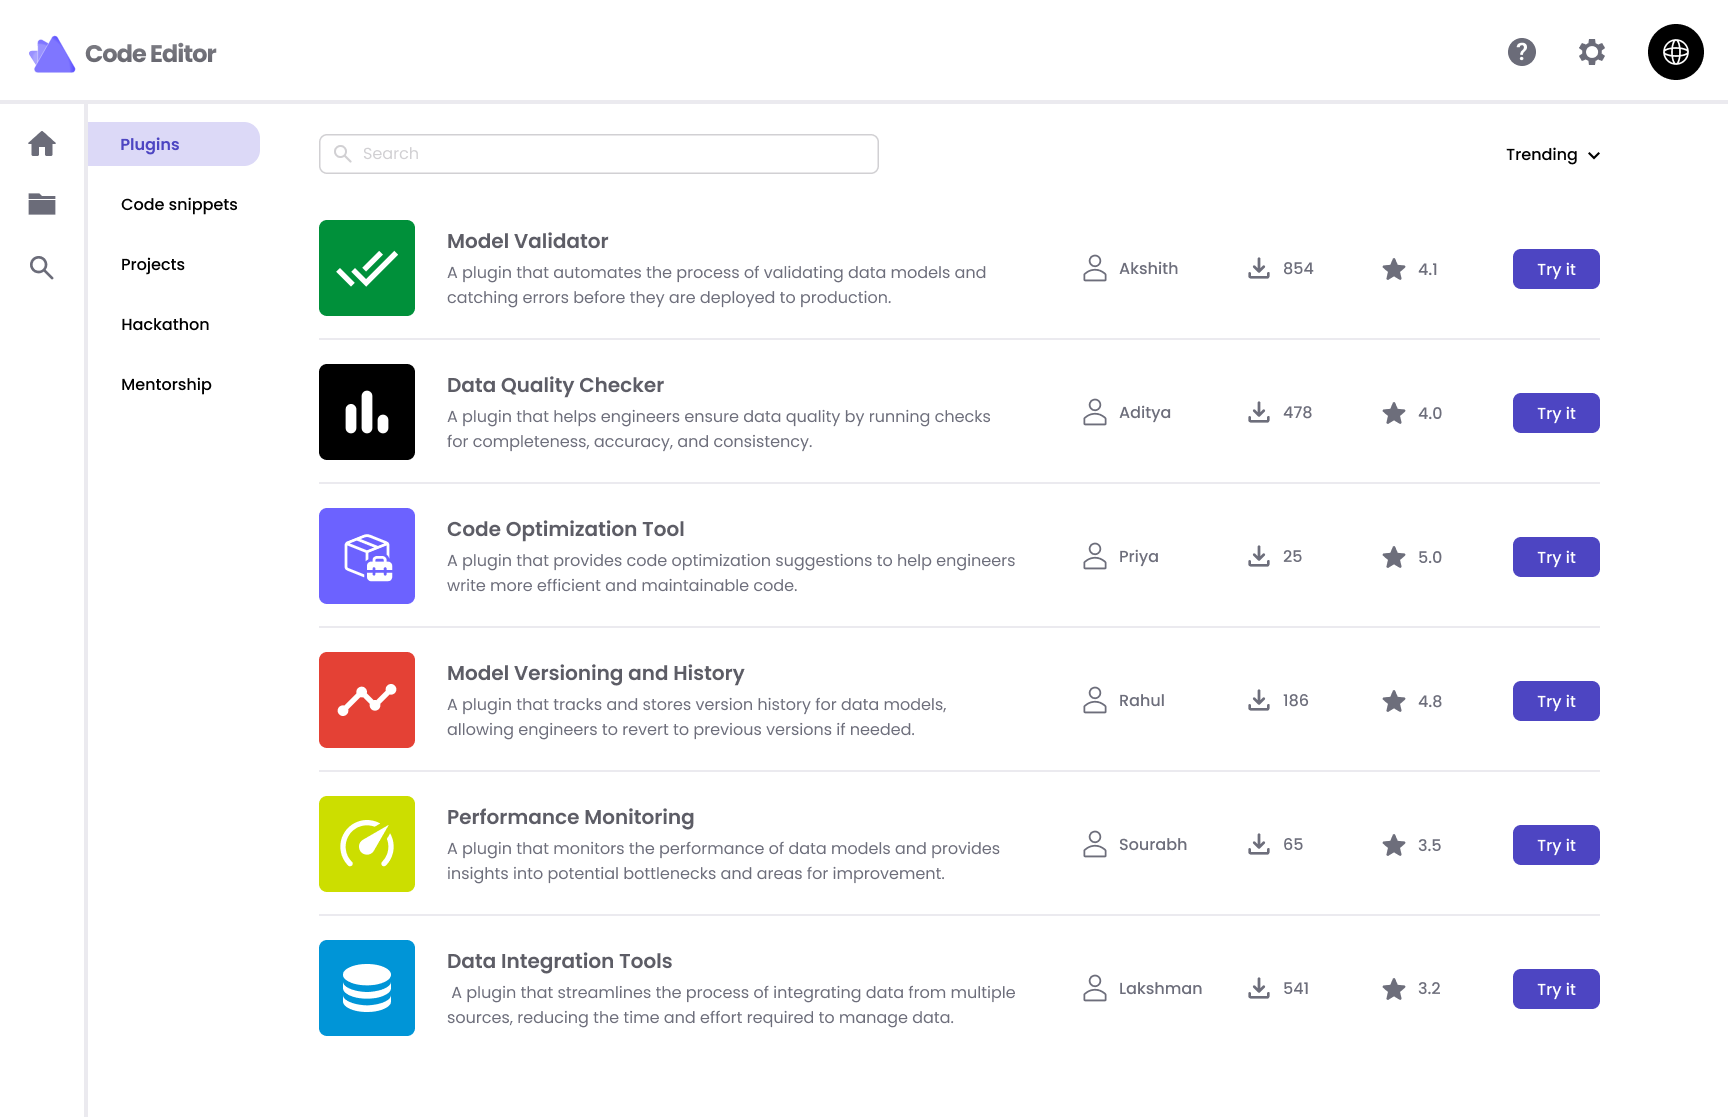 Code Editor
Plugins
Code snippets
Projects
Hackathon
Mentorship
Search
Trending
Model Validator
A plugin that automates the process of validating data models and
catching errors before they are deployed to production.
Akshith
854
4.1
Try it
Data Quality Checker
A plugin that helps engineers ensure data quality by running checks
for completeness, accuracy, and consistency.
Aditya
478
4.0
Try it
Code Optimization Tool
A plugin that provides code optimization suggestions to help engineers
write more efficient and maintainable code.
Priya
25
5.0
Try it
Model Versioning and History
A plugin that tracks and stores version history for data models,
allowing engineers to revert to previous versions if needed.
Rahul
186
4.8
Try it
Performance Monitoring
A plugin that monitors the performance of data models and provides
insights into potential bottlenecks and areas for improvement.
Sourabh
65
3.5
Try it
Data Integration Tools
A plugin that streamlines the process of integrating data from multiple
sources, reducing the time and effort required to manage data.
Lakshman
541
3.2
Try it